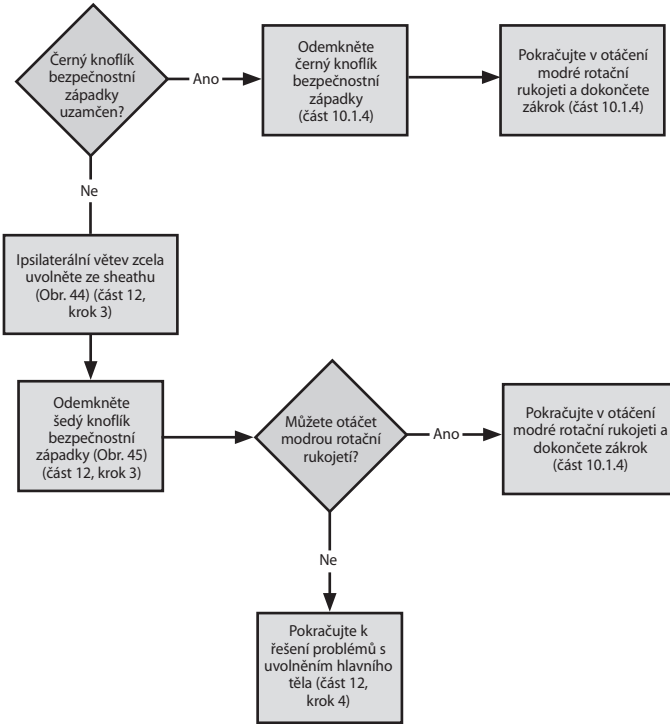 Černý knoflík
bezpečnostní
západky
uzamčen?
Ano
Odemkněte
černý knoflík
bezpečnostní
západky
(část 10.1.4)
Pokračujte v otáčení
modré rotační
rukojeti a dokončete
zákrok (část 10.1.4)
Ne
Ipsilaterální větev zcela
uvolněte ze sheathu
(Obr. 44) (část 12,
krok 3)
Odemkněte
šedý knoflík
bezpečnostní
západky (Obr. 45)
(část 12, krok 3)
Můžete otáčet
modrou rotační
rukojetí?
Ano
Pokračujte v otáčení
modré rotační rukojeti a
dokončete zákrok
(část 10.1.4)
Ne
Pokračujte k
řešení problémů s
uvolněním hlavního
těla (část 12,
krok 4)